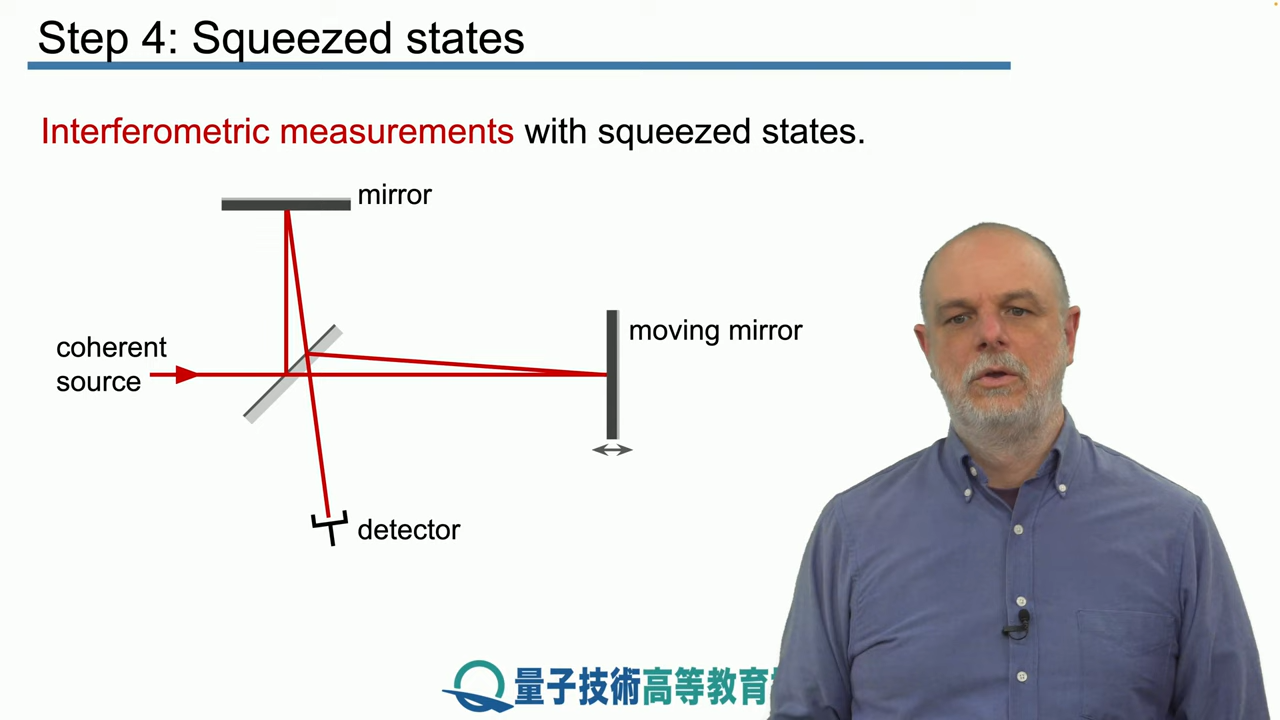 Step 4: Squeezed states
Interferometric measurements with squeezed states.
mirror
moving mirror
coherent
source
detector
量子技術高等教育